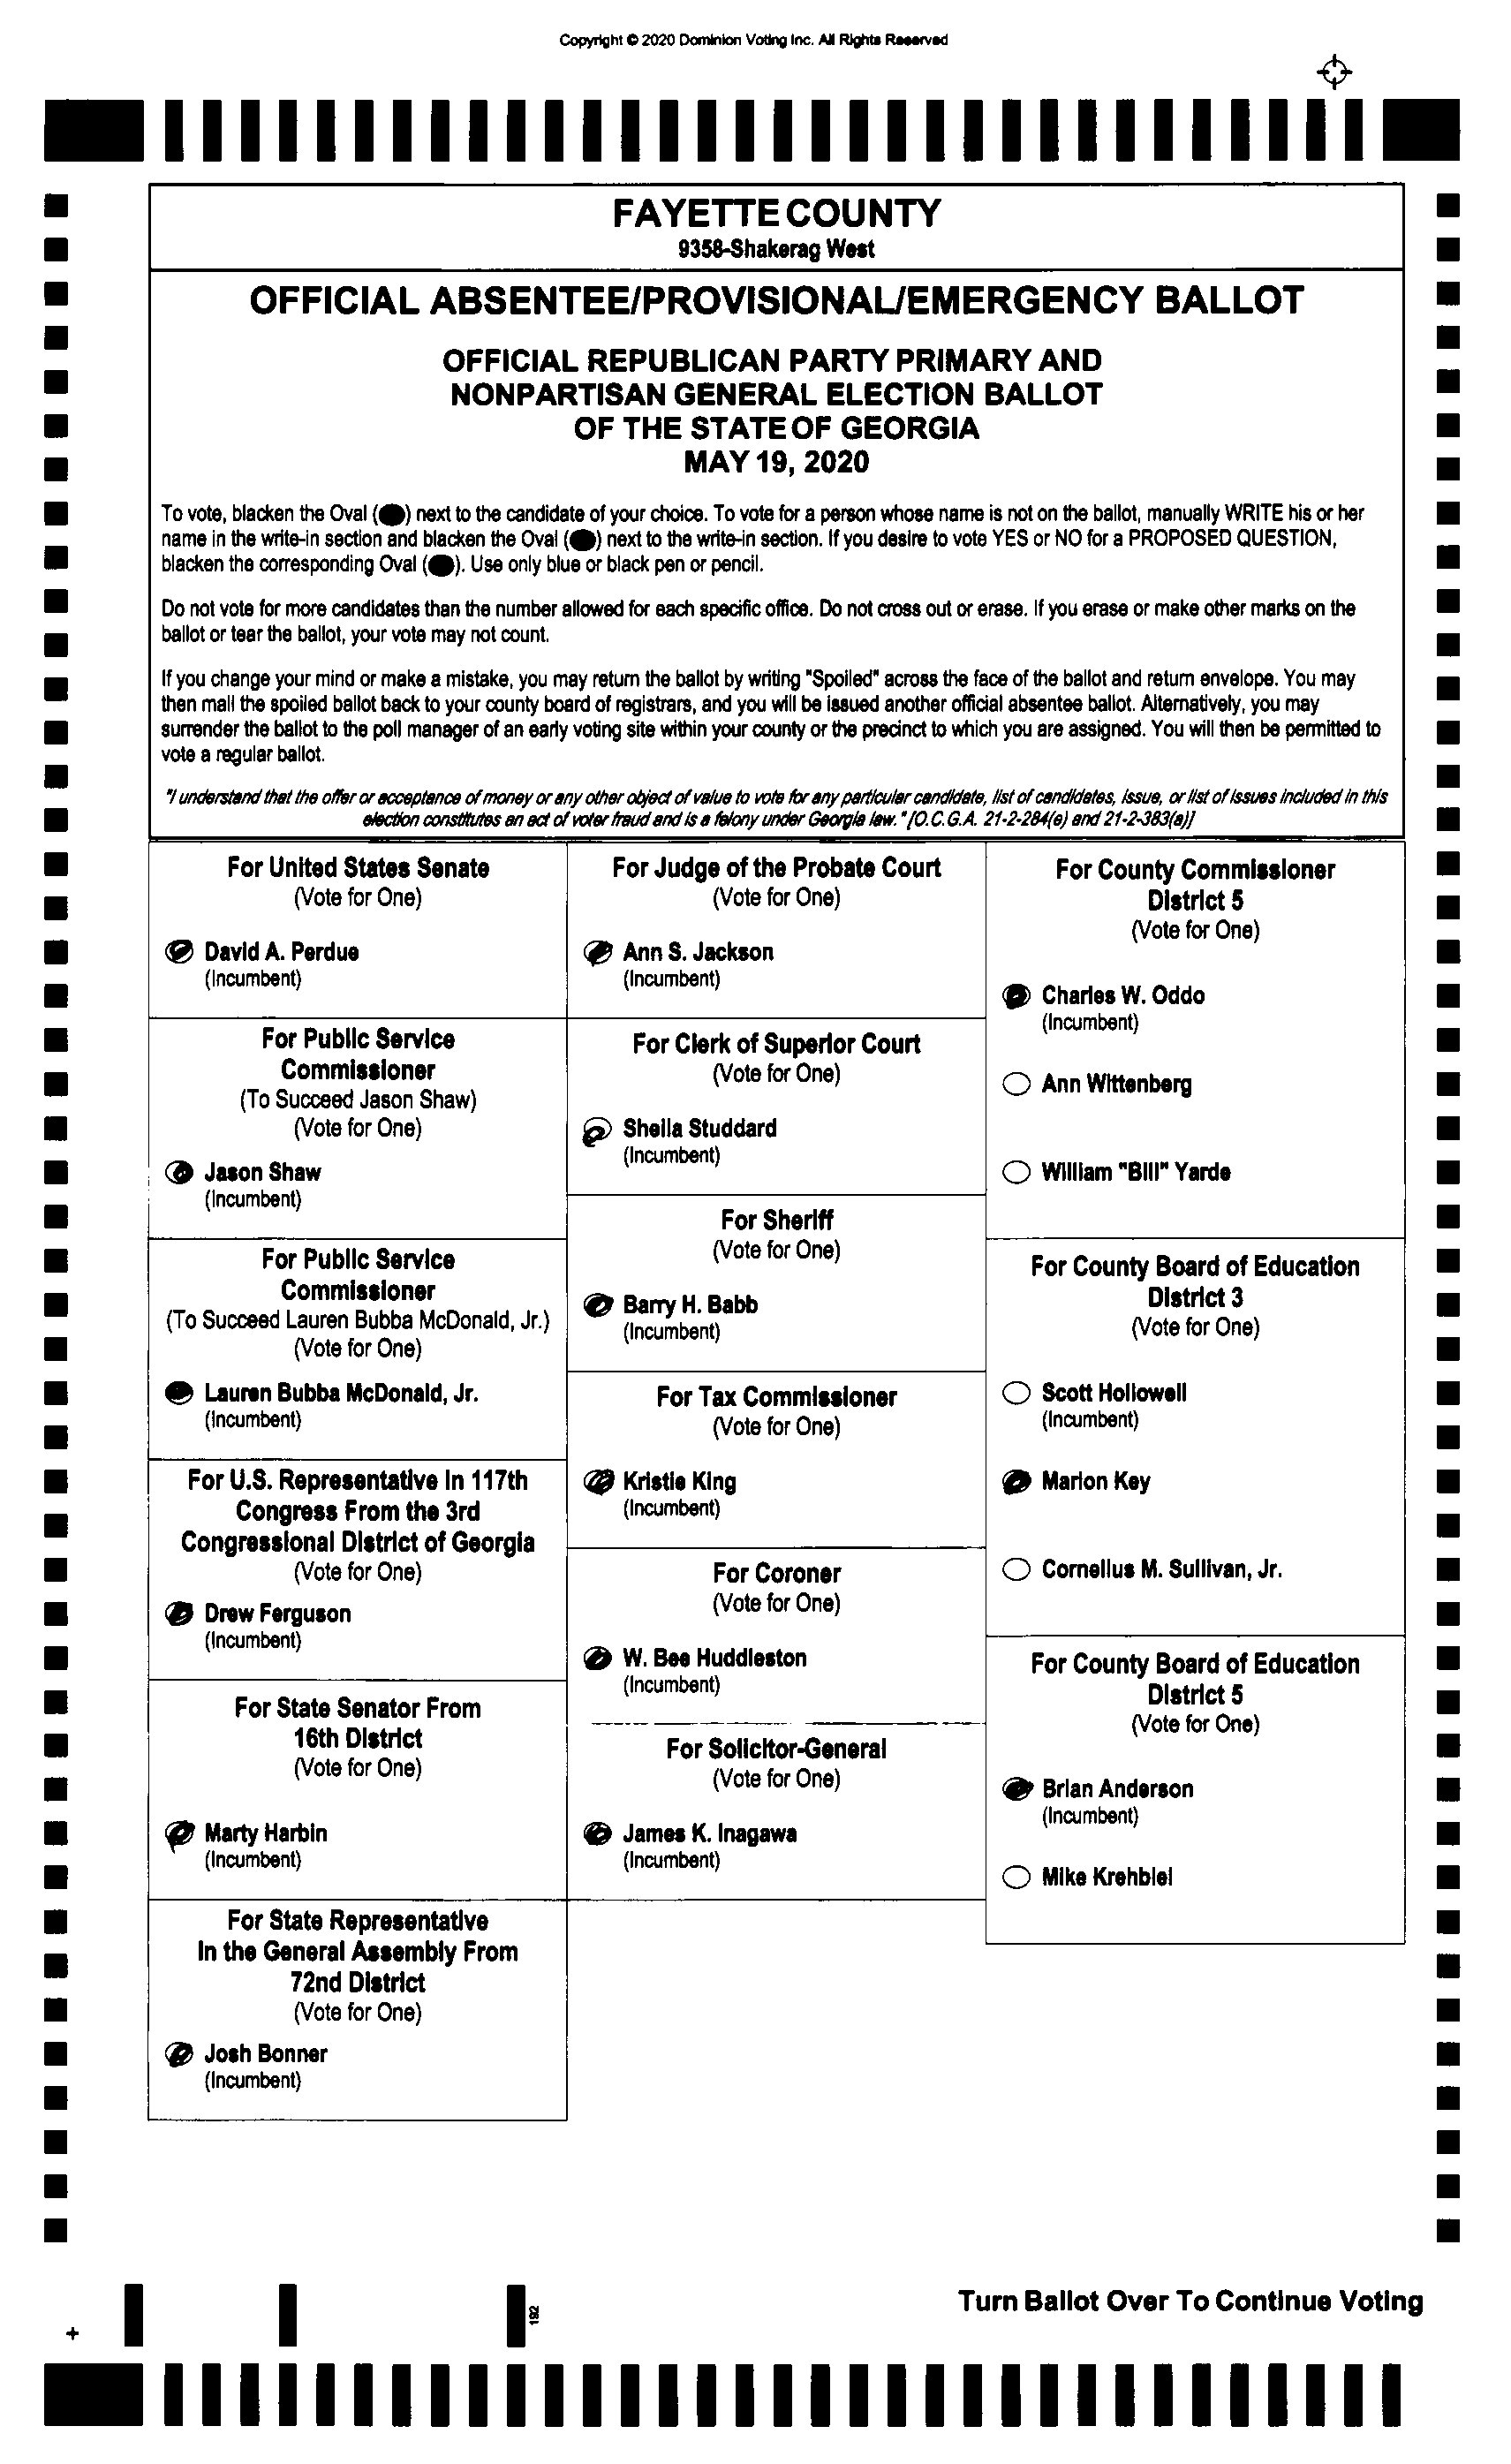 Copyright © 2020 Dominion Voting Inc. All Rights Reserved
FAYETTE COUNTY
9358-Shakerag West
OFFICIAL ABSENTEE/PROVISIONAL/EMERGENCY BALLOT
OFFICIAL REPUBLICAN PARTY PRIMARY AND
NONPARTISAN GENERAL ELECTION BALLOT
OF THE STATE OF GEORGIA
MAY 19, 2020
To vote, blacken the Oval () next to the candidate of your choice. To vote for a person whose name is not on the ballot, manually WRITE his or her
name in the write-in section and blacken the Oval () next to the write-in section. If you desire to vote YES or NO for a PROPOSED QUESTION,
blacken the corresponding Oval (). Use only blue or black pen or pencil.
Do not vote for more candidates than the number allowed for each specific office. Do not cross out or erase. If you erase or make other marks on the
ballot or tear the ballot, your vote may not count.
If you change your mind or make a mistake, you may return the ballot by writing "Spoiled" across the face of the ballot and return envelope. You may
then mail the spoiled ballot back to your county board of registrars, and you will be issued another official absentee ballot. Alternatively, you may
surrender the ballot to the poll manager of an early voting site within your county or the precinct to which you are assigned. You will then be permitted to
vote a regular ballot.
"I understand that the offer or acceptance of money or any other object of value to vote for any particular candidate, list of candidates, issue, or list of issues included in this
election constitutes an act of voter fraud and is a felony under Georgia law." [O.C.G.A. 21-2-284(e) and 21-2-383(a)]
For United States Senate
(Vote for One)
David A. Perdue
(Incumbent)
For Public Service
Commissioner
(To Succeed Jason Shaw)
(Vote for One)
Jason Shaw
(Incumbent)
For Public Service
Commissioner
(To Succeed Lauren Bubba McDonald, Jr.)
(Vote for One)
Lauren Bubba McDonald, Jr.
(Incumbent)
For U.S. Representative in 117th
Congress From the 3rd
Congressional District of Georgia
(Vote for One)
Drew Ferguson
(Incumbent)
For State Senator From
16th District
(Vote for One)
Marty Harbin
(Incumbent)
For State Representative
In the General Assembly From
72nd District
(Vote for One)
Josh Bonner
(Incumbent)
For Judge of the Probate Court
(Vote for One)
Ann S. Jackson
(Incumbent)
For Clerk of Superior Court
(Vote for One)
Sheila Studdard
(Incumbent)
For Sheriff
(Vote for One)
Barry H. Babb
(Incumbent)
For Tax Commissioner
(Vote for One)
Kristie King
(Incumbent)
For Coroner
(Vote for One)
W. Bee Huddleston
(Incumbent)
For Solicitor-General
(Vote for One)
James K. Inagawa
(Incumbent)
For County Commissioner
District 5
(Vote for One)
Charles W. Oddo
(Incumbent)
Ann Wittenberg
William "Bill" Yarde
For County Board of Education
District 3
(Vote for One)
Scott Hollowell
(Incumbent)
Marion Key
Cornelius M. Sullivan, Jr.
For County Board of Education
District 5
(Vote for One)
Brian Anderson
(Incumbent)
Mike Krehbiel
Turn Ballot Over To Continue Voting
192